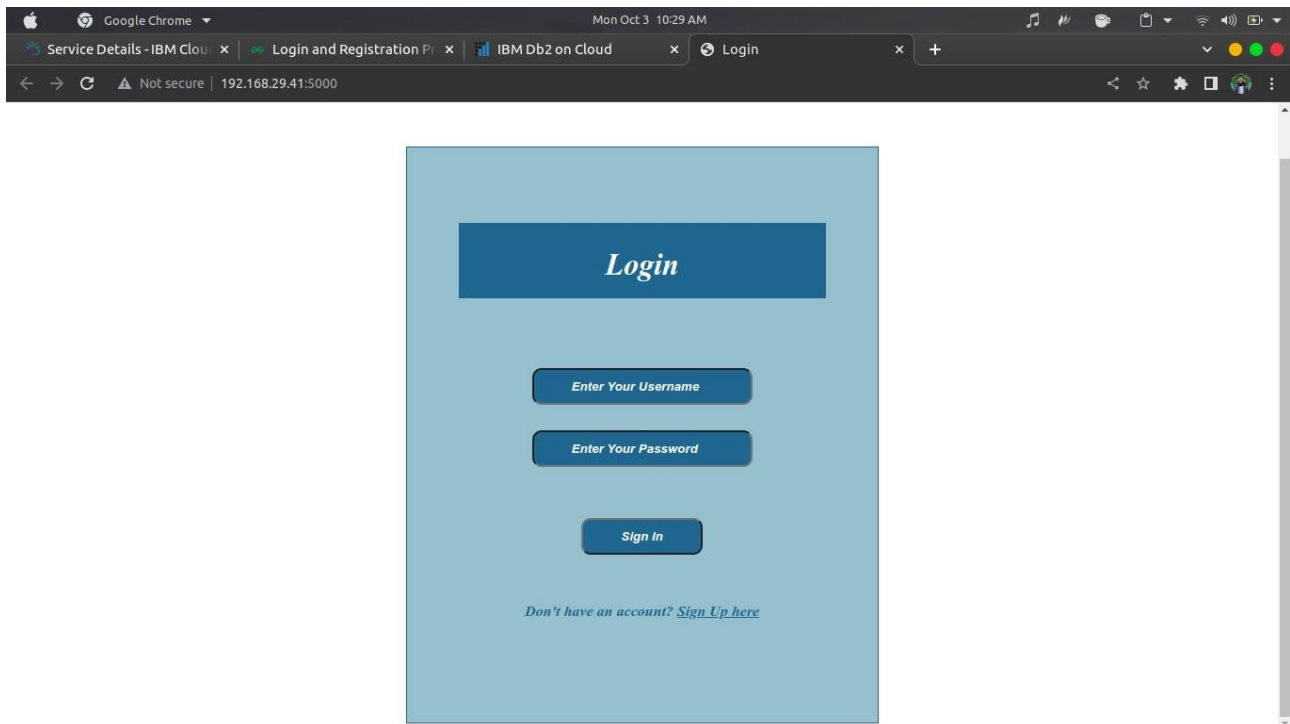 Google Chrome
Mon Oct 3 10:29 AM
Service Details - IBM Clou
Login and Registration Pr
IBM Db2 on Cloud
Login
Not secure | 192.168.29.41:5000
Login
Enter Your Username
Enter Your Password
Sign In
Don't have an account? Sign Up here